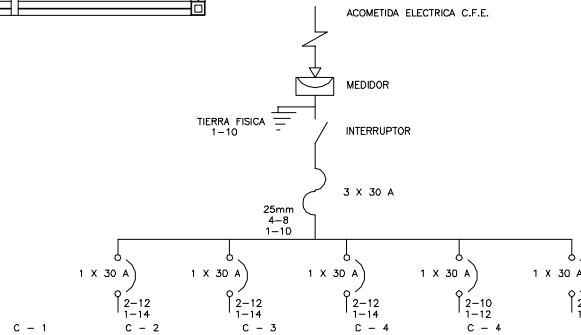 ACOMETIDA ELECTRICA C.F.E.
MEDIDOR
TIERRA FISICA
1-10
INTERRUPTOR
3 X 30 A
25mm
4-8
1-10
1 X 30 A
1 X 30 A
1 X 30 A
1 X 30 A
1 X 30 A
2-12
1-14
2-12
1-14
2-12
1-14
2-10
1-12
C - 1
C - 2
C - 3
C - 4
C - 4